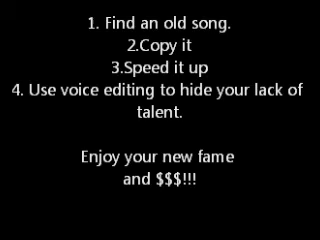 1. Find an old song.
2.Copy it
3.Speed it up
4. Use voice editing to hide your lack of
talent.
Enjoy your new fame
and $$$!!!